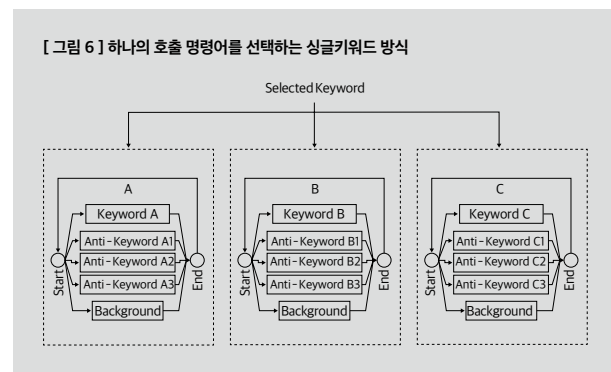 [ 그림 6 ] 하나의 호출 명령어를 선택하는 싱글키워드 방식
Selected Keyword
A
Keyword A
Anti-Keyword A1
Anti-Keyword A2
Anti-Keyword A3
Background
Start
End
B
Keyword B
Anti-Keyword B1
Anti-Keyword B2
Anti-Keyword B3
Background
Start
End
C
Keyword C
Anti-Keyword C1
Anti-Keyword C2
Anti-Keyword C3
Background
Start
End